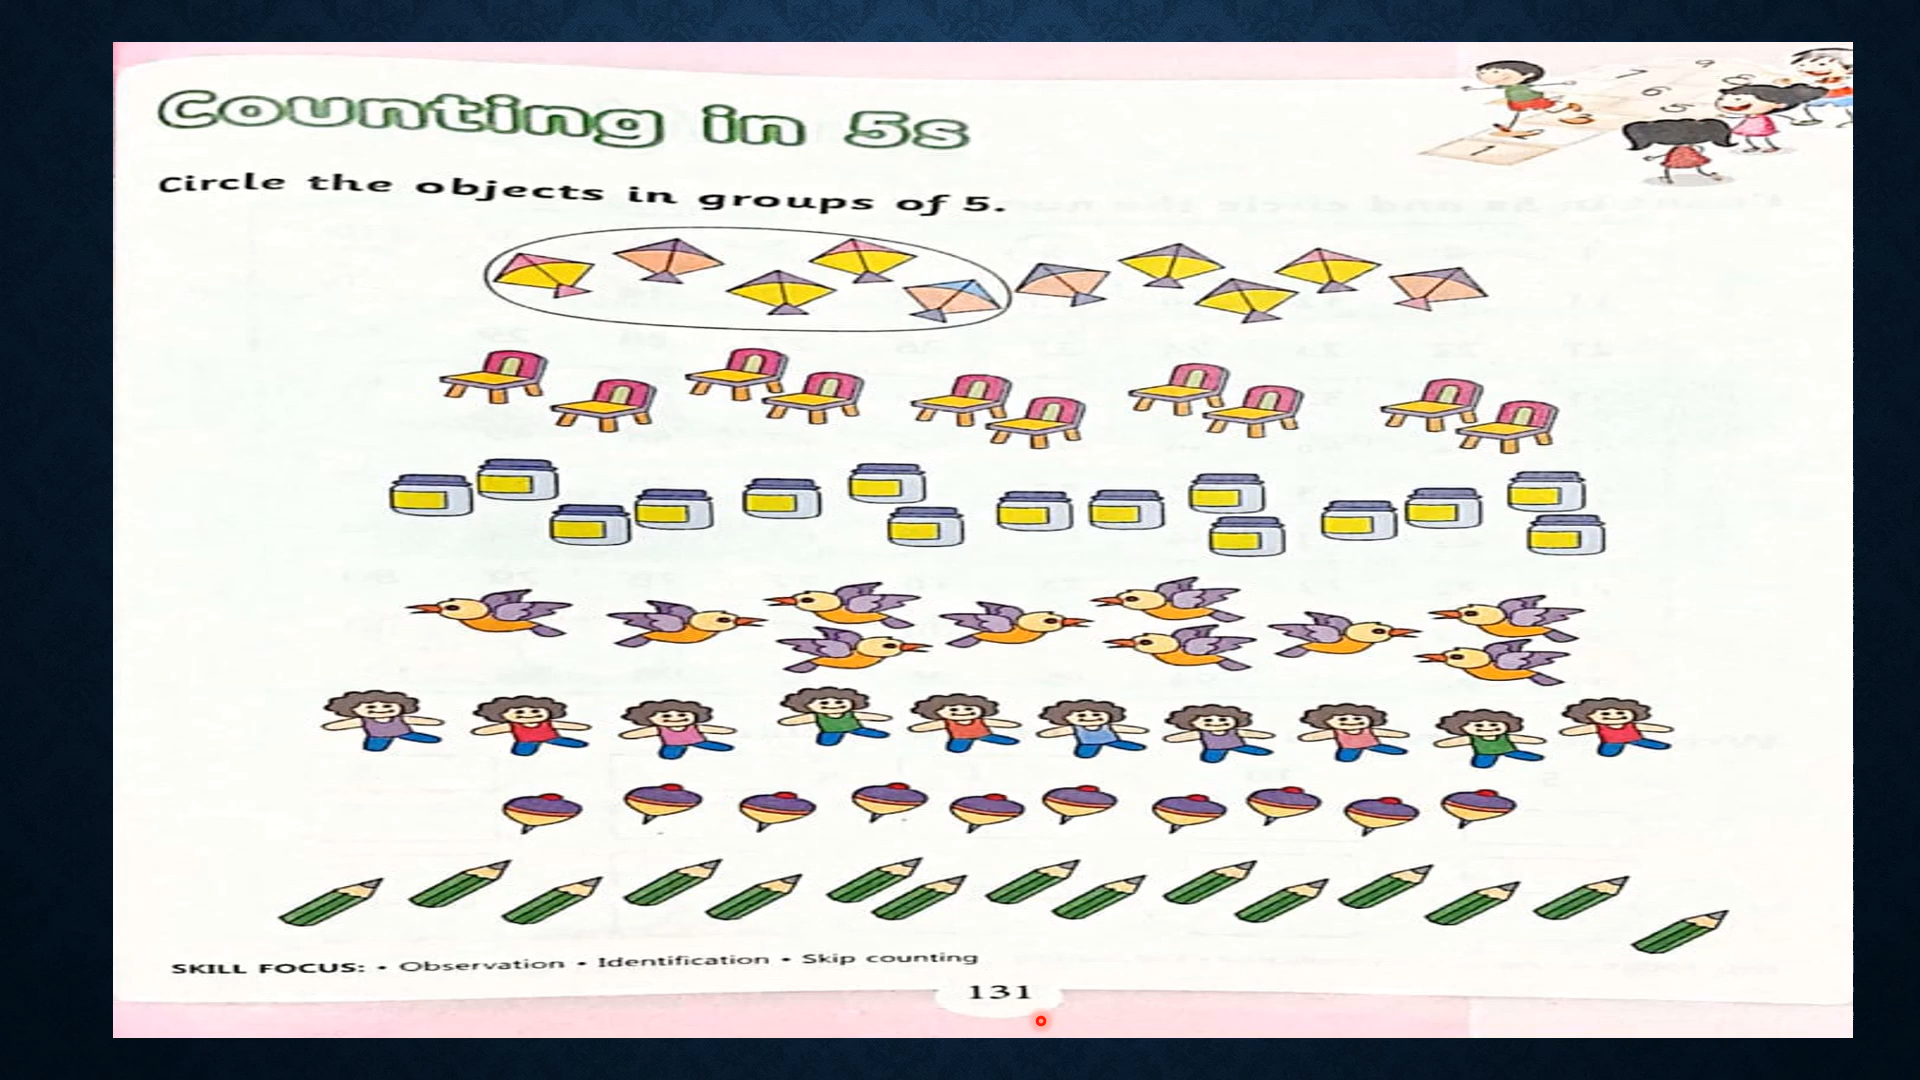 Counting in 5s
Circle the objects in groups of 5.
SKILL FOCUS: • Observation • Identification • Skip counting
131